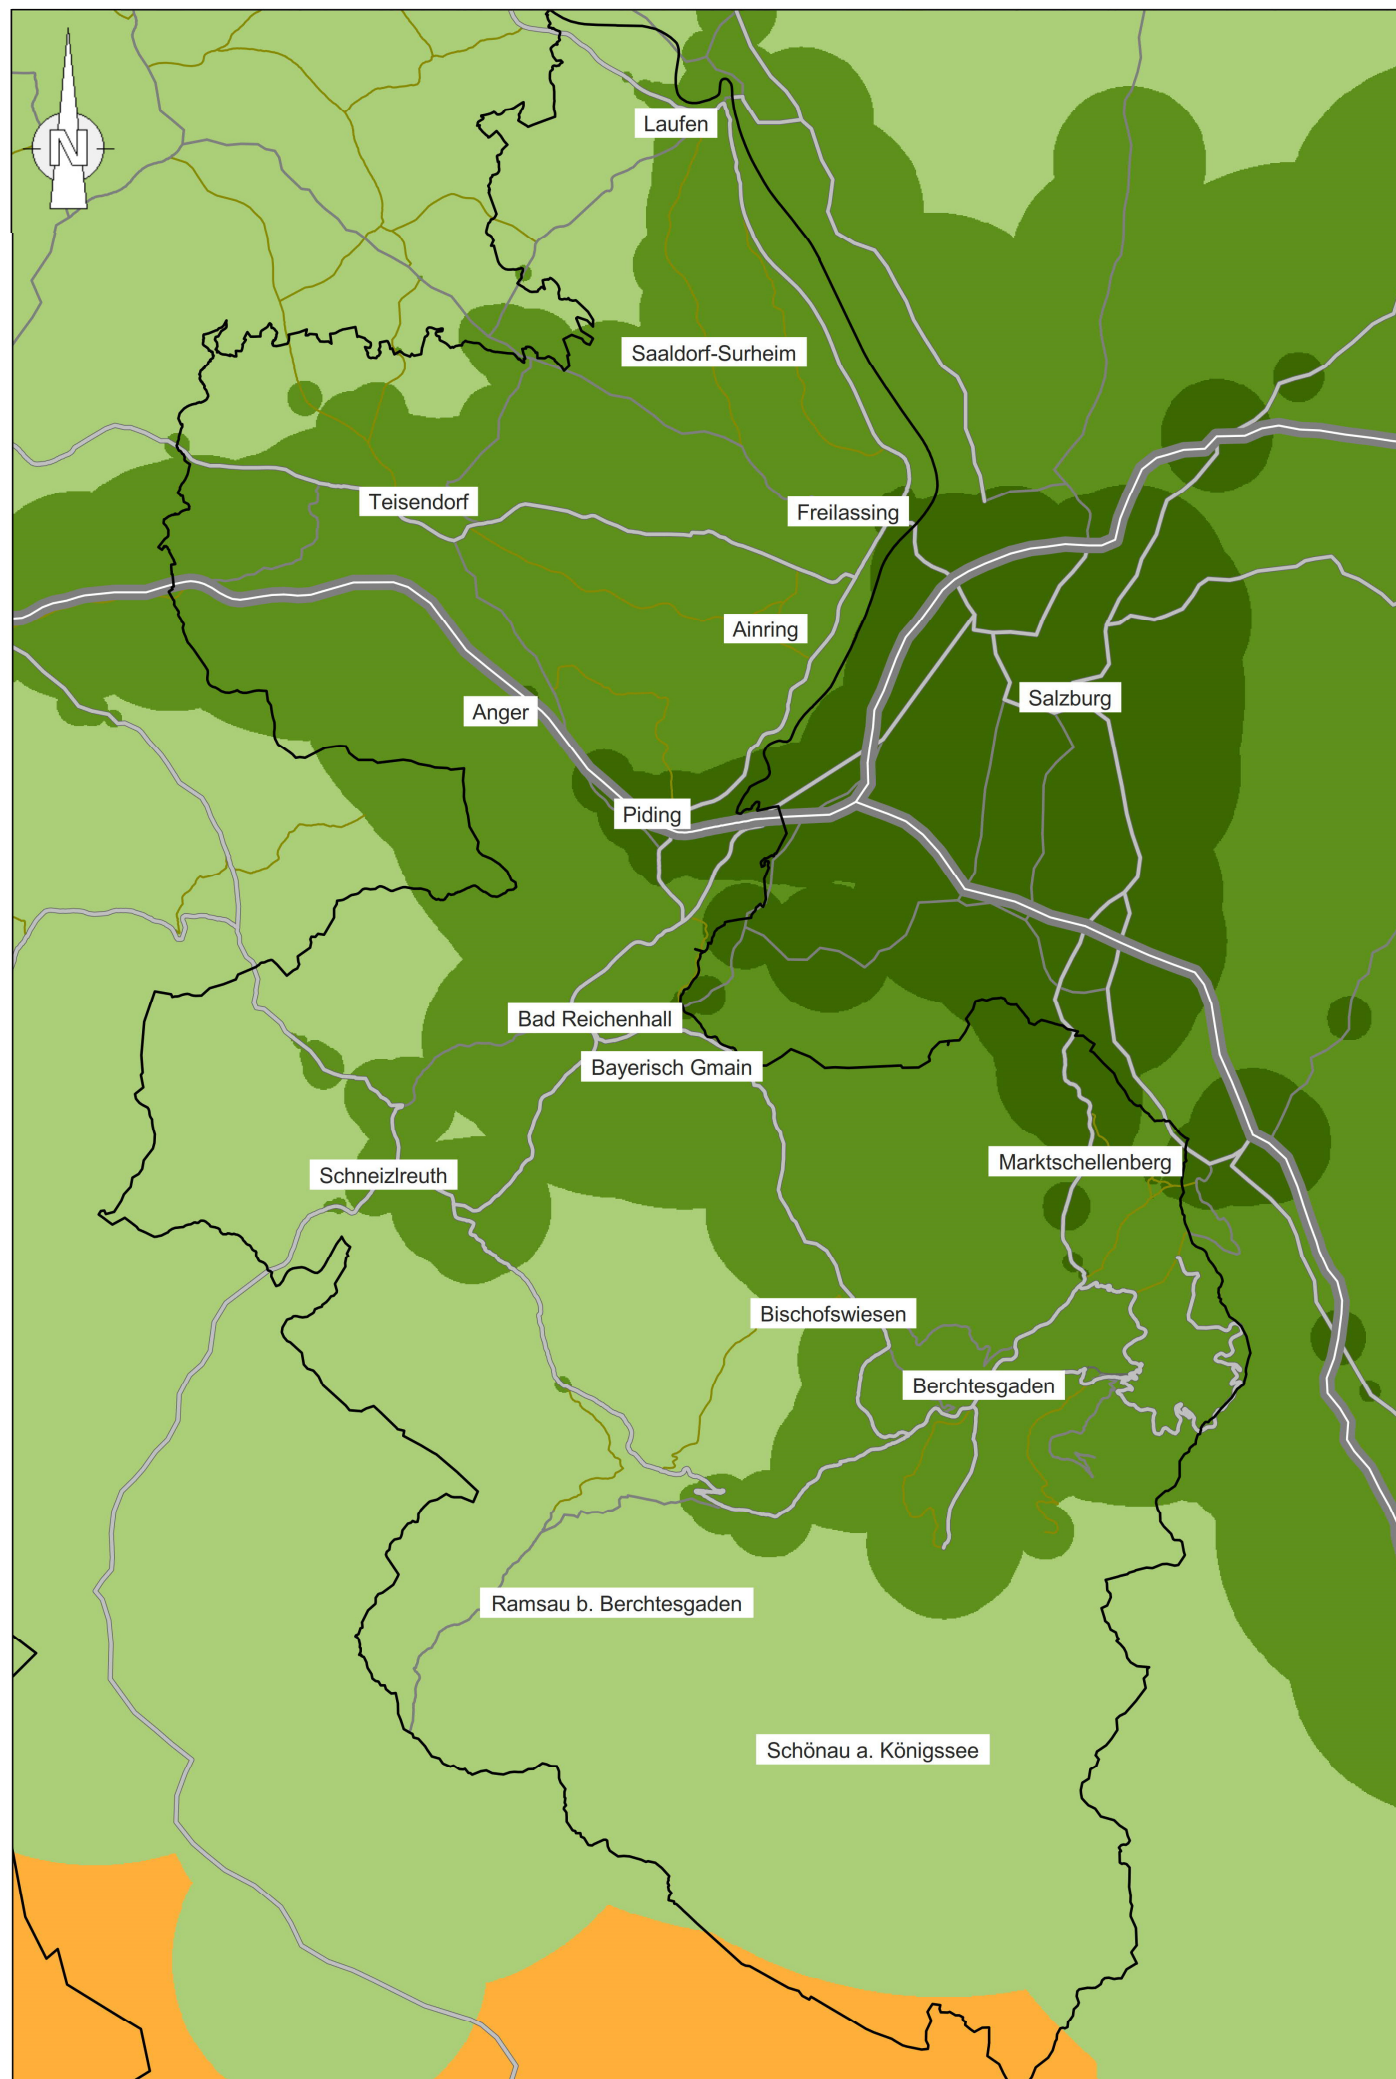 N
Laufen
Saaldorf-Surheim
Teisendorf
Freilassing
Ainring
Salzburg
Anger
Piding
Bad Reichenhall
Bayerisch Gmain
Marktschellenberg
Schneizlreuth
Bischofswiesen
Berchtesgaden
Ramsau b. Berchtesgaden
Schönau a. Königssee